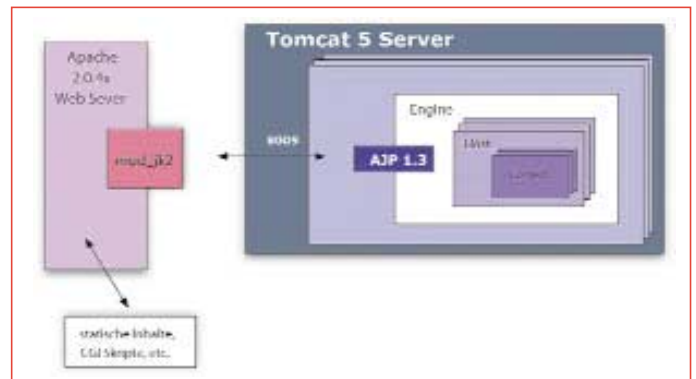 Apache
2.0.4x
Web Sever
mod_jk2
Tomcat 5 Server
8009
AJP 1.3
Engine
Host
Context
statische Inhalte,
CGI Skripte, etc.